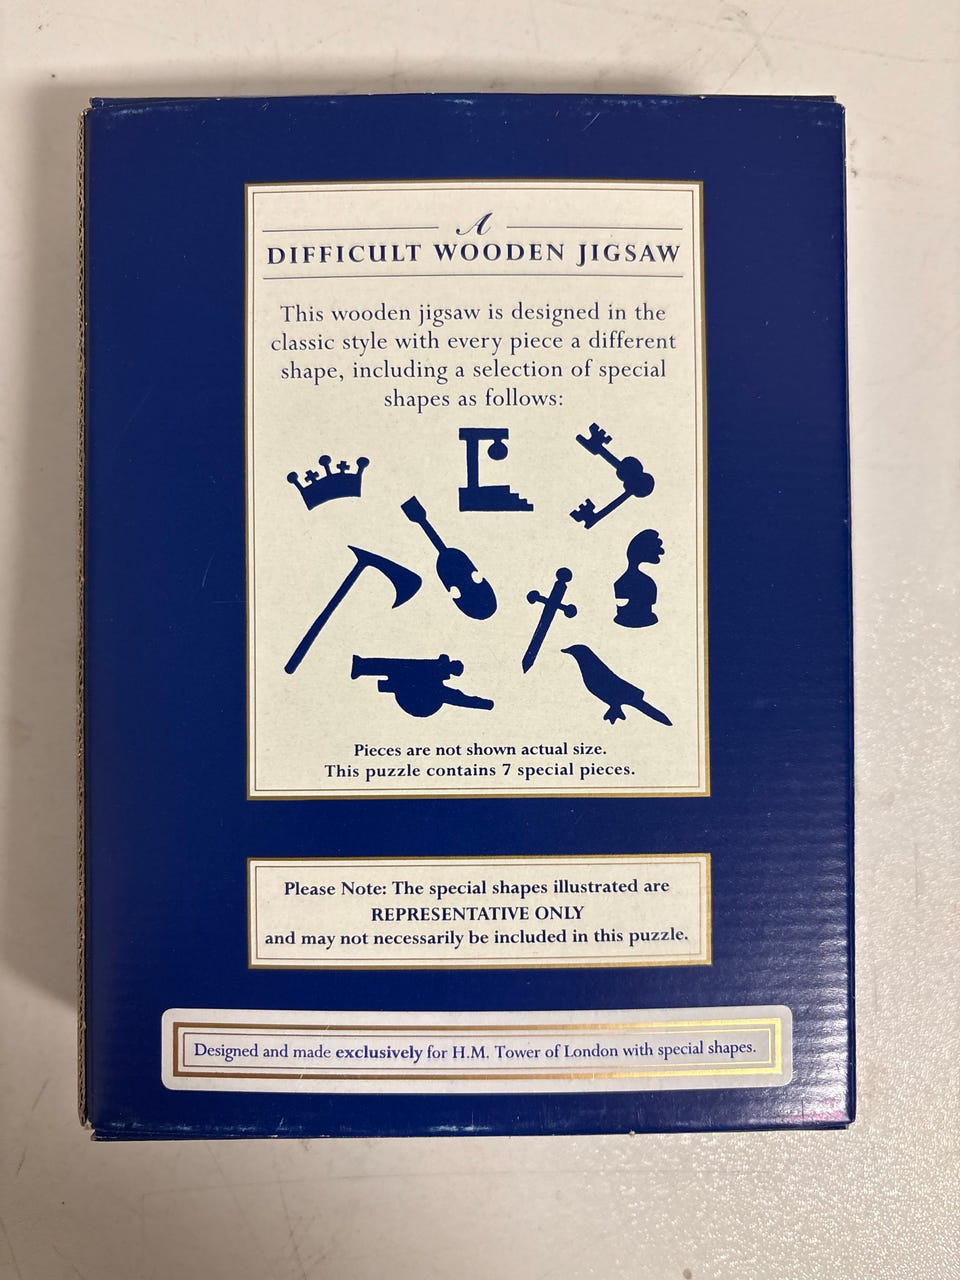 A
DIFFICULT WOODEN JIGSAW
This wooden jigsaw is designed in the
classic style with every piece a different
shape, including a selection of special
shapes as follows:
Pieces are not shown actual size.
This puzzle contains 7 special pieces.
Please Note: The special shapes illustrated are
REPRESENTATIVE ONLY
and may not necessarily be included in this puzzle.
Designed and made exclusively for H.M. Tower of London with special shapes.